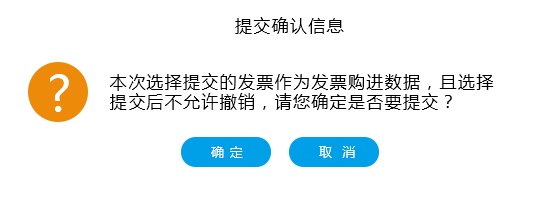 提交确认信息
本次选择提交的发票作为发票购进数据，且选择
提交后不允许撤销，请您确定是否要提交？
确 定
取 消